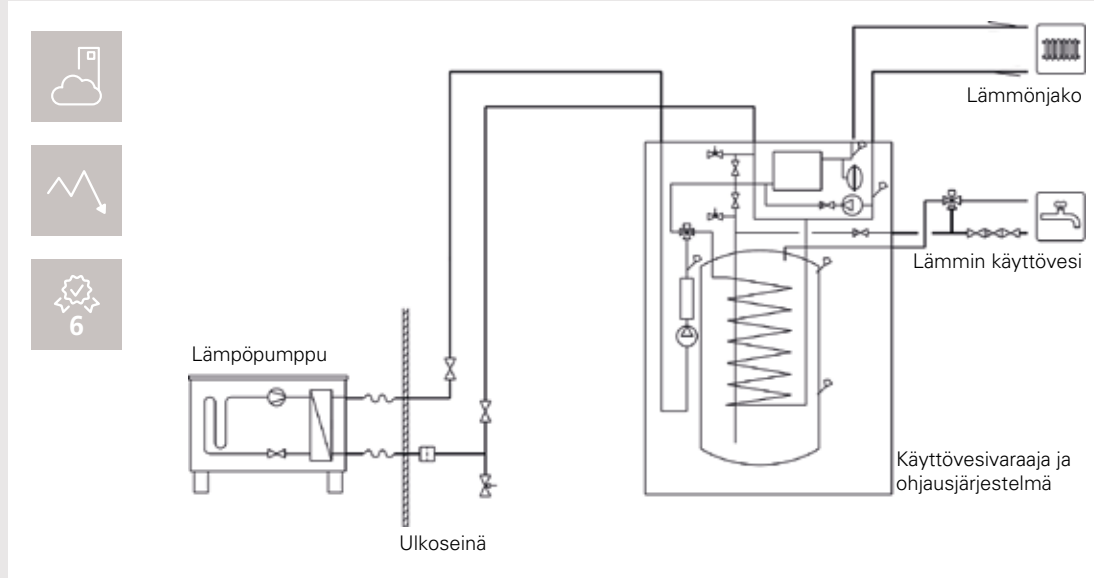 Lämmönjako
Lämmin käyttövesi
6
Lämpöpumppu
Käyttövesivaraaja ja
ohjausjärjestelmä
Ulkoseinä